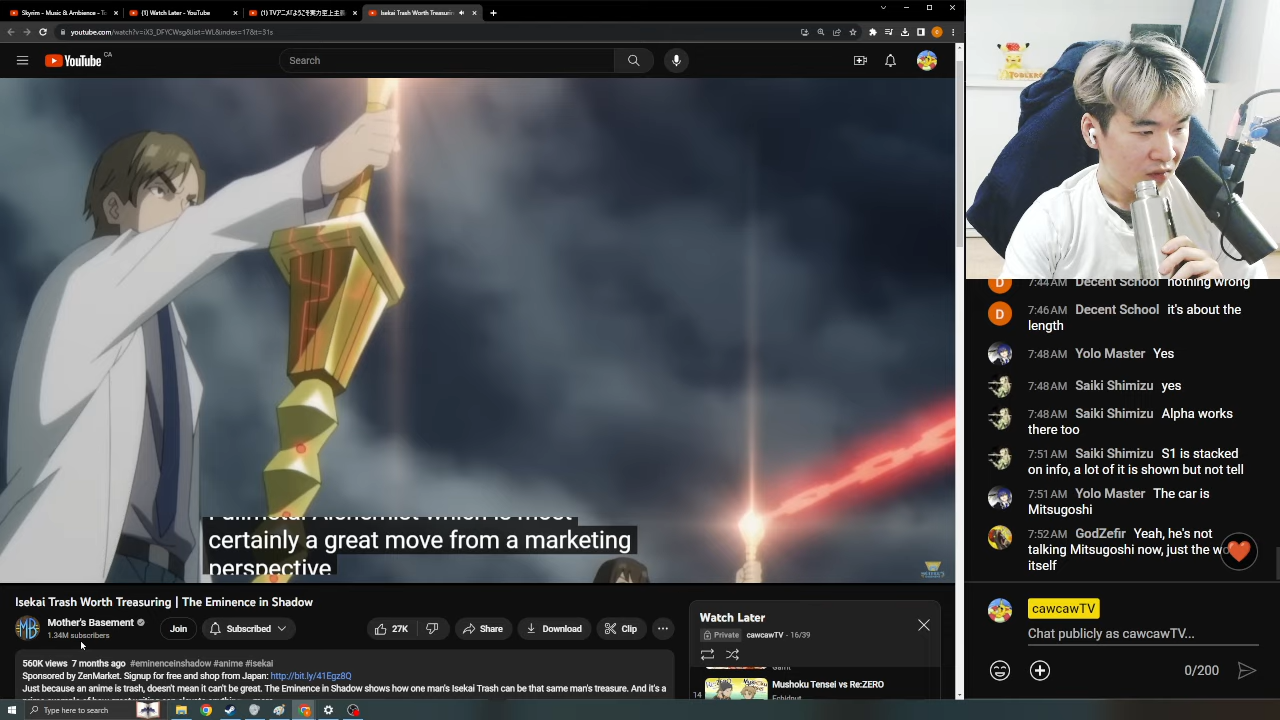 Skyrim - Music & Ambience - T
(1) Watch Later - YouTube
(1) TVアニメ『ようこそ実力至上主義
Isekai Trash Worth Treasuri
youtube.com/watch?v=iX3_DFYCWsg&list=WL&index=17&t=31s
YouTube CA
Search
Fullmetal Alchemist which is most
certainly a great move from a marketing
perspective
Isekai Trash Worth Treasuring | The Eminence in Shadow
Mother's Basement
1.34M subscribers
Join
Subscribed
27K
Share
Download
Clip
560K views 7 months ago #eminenceinshadow #anime #isekai
Sponsored by ZenMarket. Signup for free and shop from Japan: http://bit.ly/41Egz8Q
Just because an anime is trash, doesn't mean it can't be great. The Eminence in Shadow shows how one man's Isekai Trash can be that same man's treasure. And it's a
Watch Later
Private cawcawTV - 16/39
14
Mushoku Tensei vs Re:ZERO
7:44 AM Decent School nothing wrong
7:46 AM Decent School it's about the
length
7:48 AM Yolo Master Yes
7:48 AM Saiki Shimizu yes
7:48 AM Saiki Shimizu Alpha works
there too
7:51 AM Saiki Shimizu S1 is stacked
on info, a lot of it is shown but not tell
7:51 AM Yolo Master The car is
Mitsugoshi
7:52 AM GodZefir Yeah, he's not
talking Mitsugoshi now, just the
itself
cawcawTV
Chat publicly as cawcawTV...
0/200
Type here to search